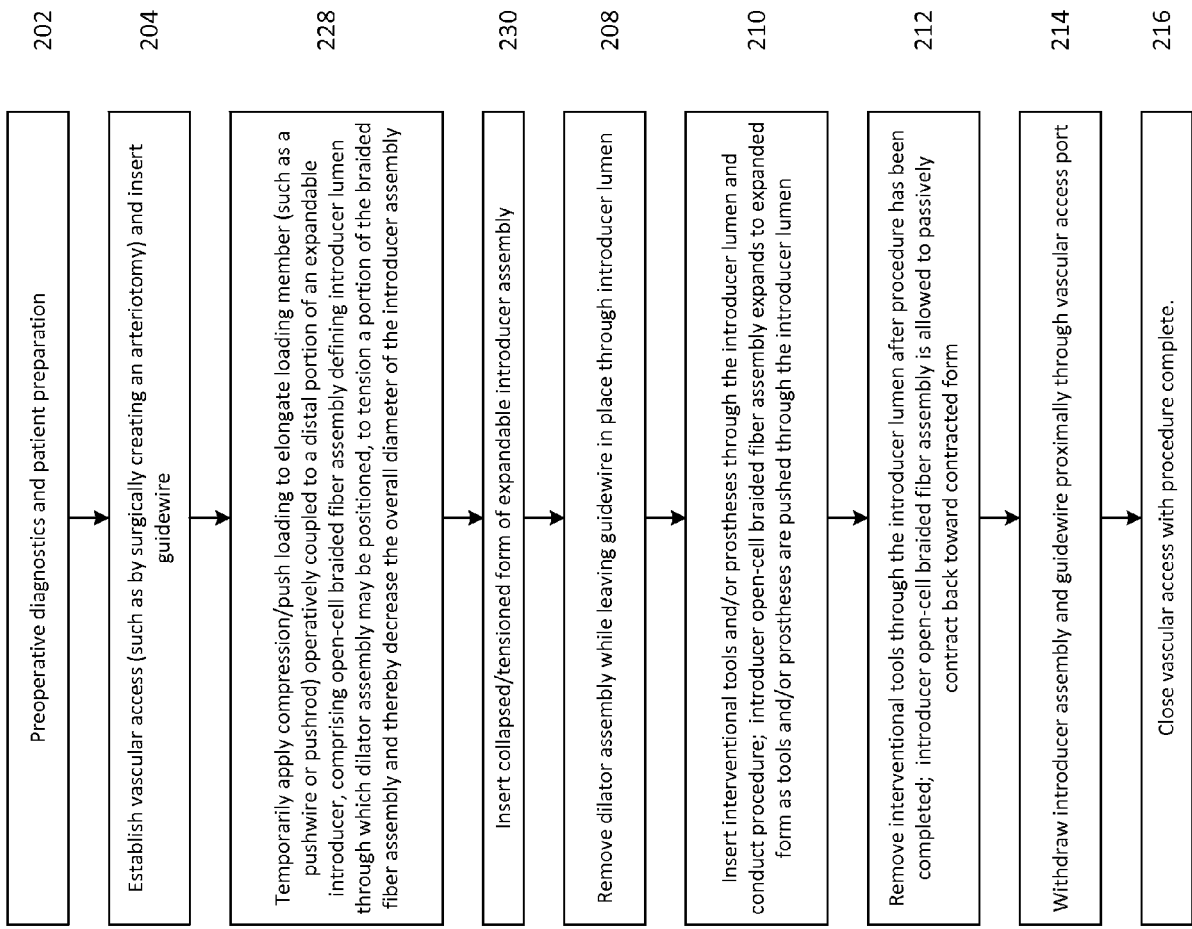 Preoperative diagnostics and patient preparation
202
Establish vascular access (such as by surgically creating an arteriotomy) and insert
guidewire
204
Temporarily apply compression/push loading to elongate loading member (such as a
pushwire or pushrod) operatively coupled to a distal portion of an expandable
introducer, comprising open-cell braided fiber assembly defining introducer lumen
through which dilator assembly may be positioned, to tension a portion of the braided
fiber assembly and thereby decrease the overall diameter of the introducer assembly
228
Insert collapsed/tensioned form of expandable introducer assembly
230
Remove dilator assembly while leaving guidewire in place through introducer lumen
208
Insert interventional tools and/or prostheses through the introducer lumen and
conduct procedure; introducer open-cell braided fiber assembly expands to expanded
form as tools and/or prostheses are pushed through the introducer lumen
210
Remove interventional tools through the introducer lumen after procedure has been
completed; introducer open-cell braided fiber assembly is allowed to passively
contract back toward contracted form
212
Withdraw introducer assembly and guidewire proximally through vascular access port
214
Close vascular access with procedure complete.
216